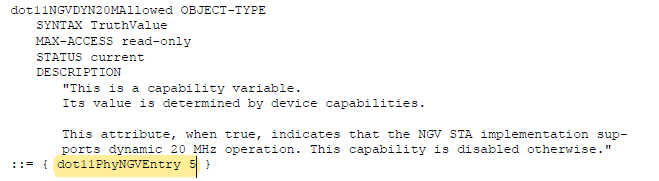 dot11NGVDYN20MAllowed OBJECT-TYPE
SYNTAX TruthValue
MAX-ACCESS read-only
STATUS current
DESCRIPTION
"This is a capability variable.
Its value is determined by device capabilities.
This attribute, when true, indicates that the NGV STA implementation sup-
ports dynamic 20 MHz operation. This capability is disabled otherwise."
::= { dot11PhyNGVEntry 5 }